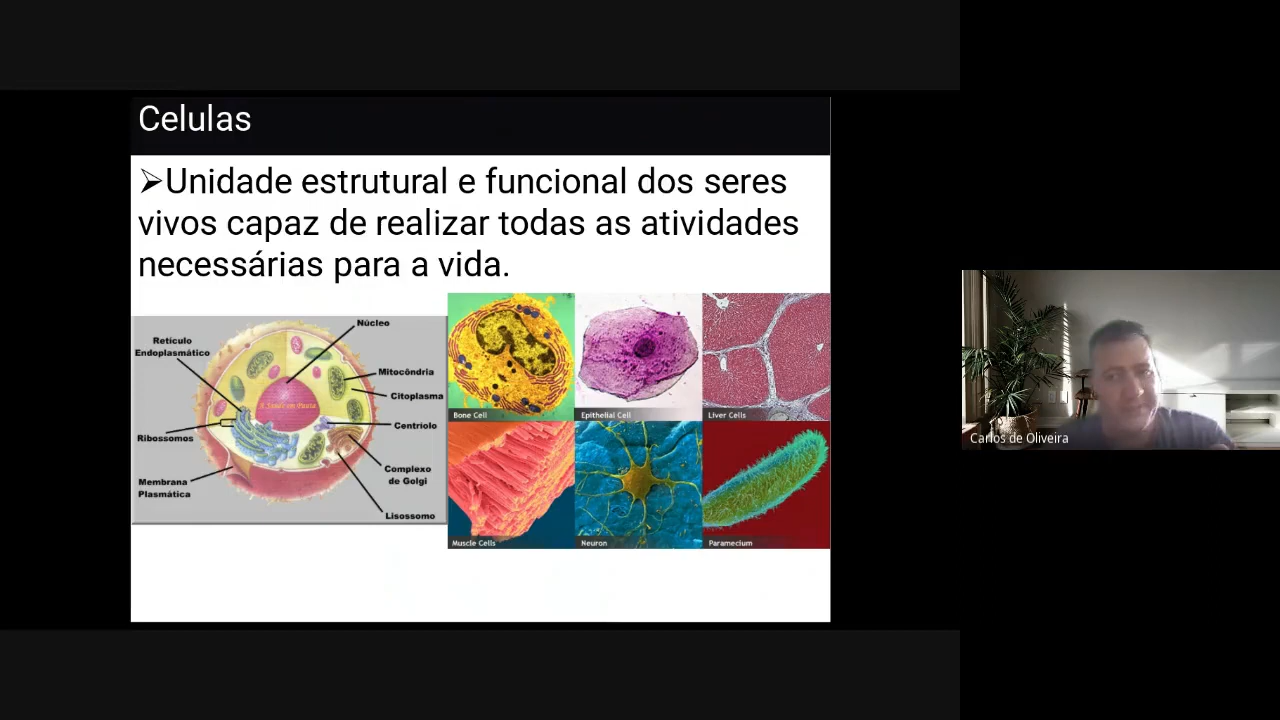 Celulas
➢Unidade estrutural e funcional dos seres
vivos capaz de realizar todas as atividades
necessárias para a vida.
Núcleo
Retículo
Endoplasmático
Mitocôndria
Citoplasma
Centríolo
Ribossomos
Complexo
de Golgi
Membrana
Plasmática
Lisossomo
Bone Cell
Epithelial Cell
Liver Cells
Muscle Cells
Neuron
Paramecium
Carlos de Oliveira